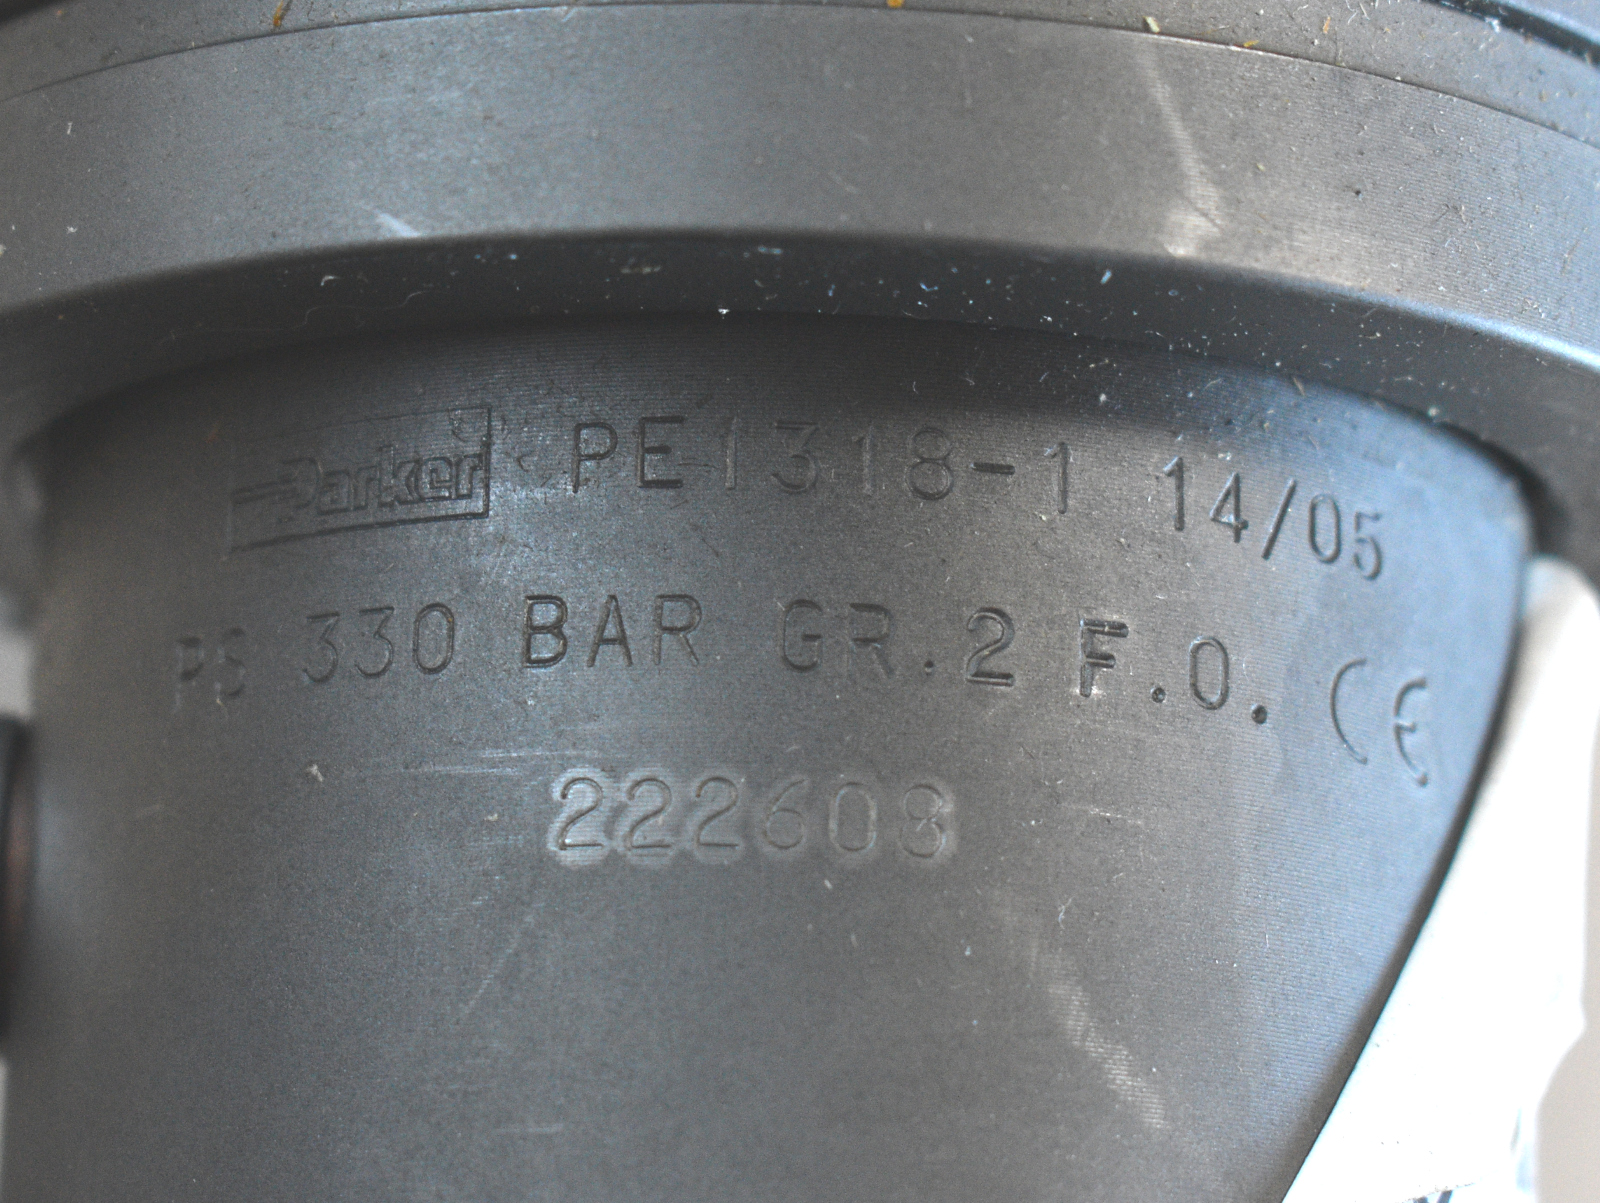 Parker PE1318-1 14/05
PS 330 BAR GR.2 F.O. CE
222608